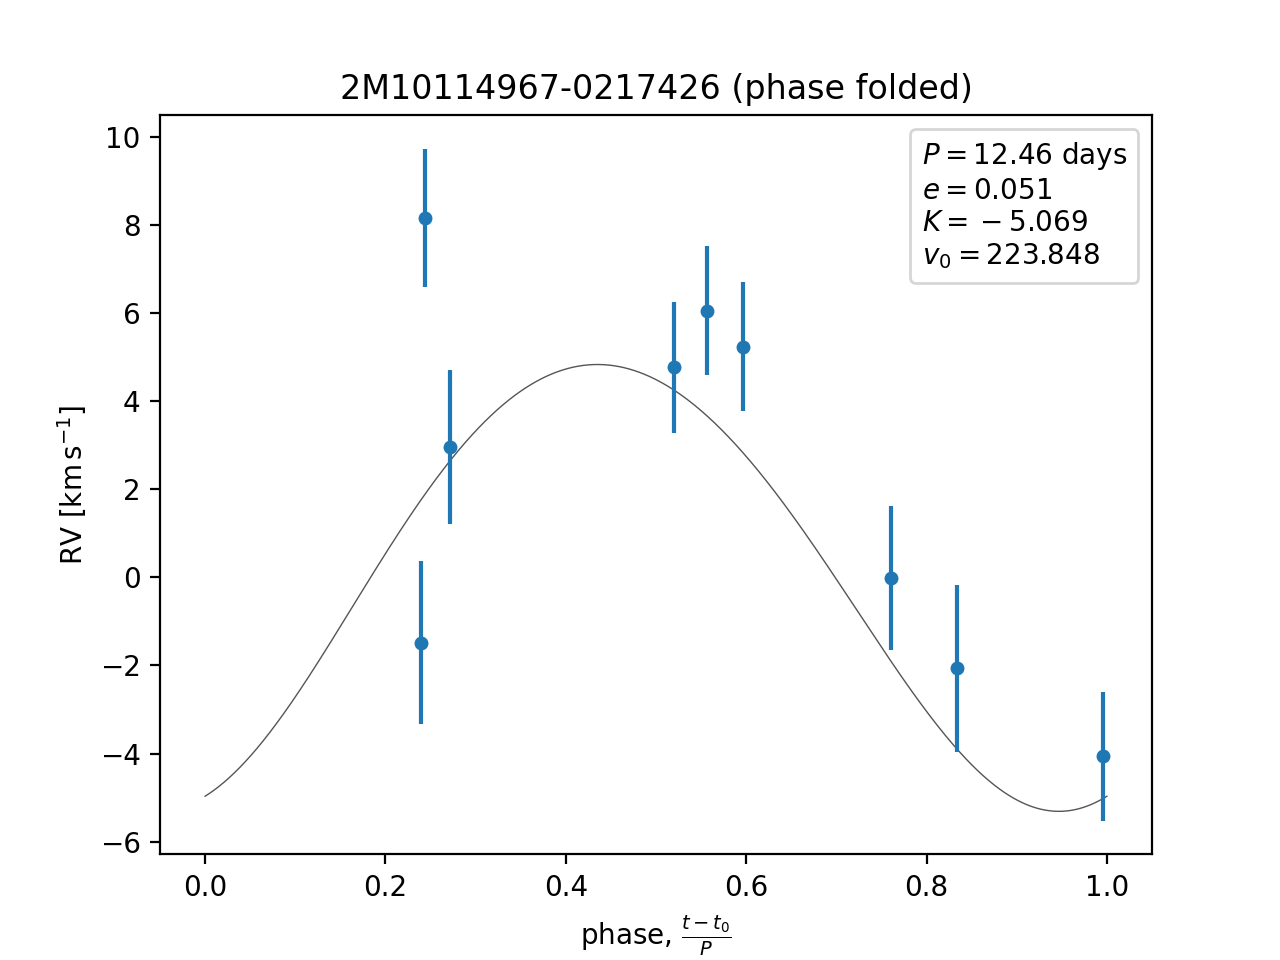 2M10114967-0217426 (phase folded)
P = 12.46 days
e = 0.051
K = −5.069
v₀ = 223.848
RV [km s⁻¹]
10
8
6
4
2
0
−2
−4
−6
0.0 0.2 0.4 0.6 0.8 1.0
phase, (t − t₀)/P